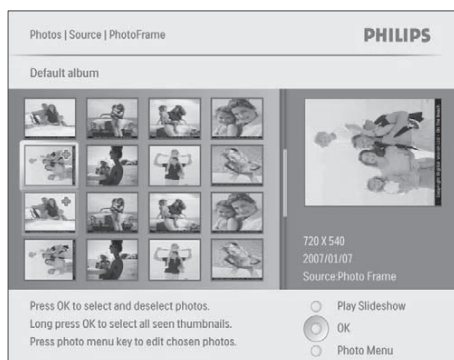 Photos | Source | PhotoFrame
PHILIPS
Default album
720 X 540
2007/01/07
Source:Photo Frame
Press OK to select and deselect photos.
Long press OK to select all seen thumbnails.
Press photo menu key to edit chosen photos.
Play Slideshow
OK
Photo Menu